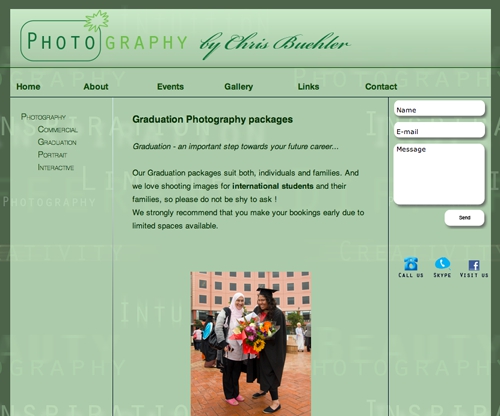 PHOTOGRAPHY by Chris Buehler
Home About Events Gallery Links Contact
PHOTOGRAPHY
COMMERCIAL
GRADUATION
PORTRAIT
INTERACTIVE
Graduation Photography packages
Graduation - an important step towards your future career...
Our Graduation packages suit both, individuals and families. And
we love shooting images for international students and their
families, so please do not be shy to ask !
We strongly recommend that you make your bookings early due to
limited spaces available.
Name
E-mail
Message
Send
CALL US SKYPE VISIT US